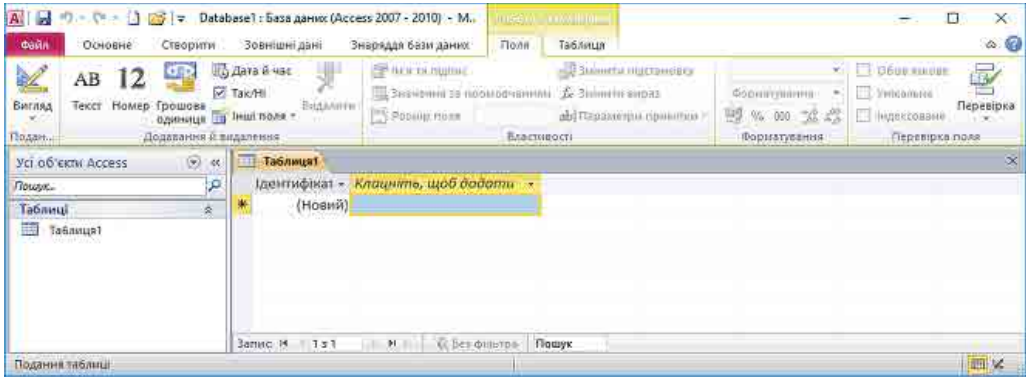 Database1 : База даних (Access 2007 - 2010) - M..
Файл Основне Створити Зовнішні дані Знаряддя бази даних Поля Таблиця
Вигляд
Подан...
AB Текст
12 Номер
Грошова одиниця
Дата й час
Так/Ні
Інші поля
Видалити
Додавання й видалення
Ім'я та підпис
Значення за промовчанням
Розмір поля
Змінити підстановку
Змінити вираз
ab| Параметри примітки
Властивості
Форматування
% 000
Форматування
Обов'язкове
Унікальне
Індексоване
Перевірка
Перевірка поля
Усі об'єкти Access
Пошук...
Таблиці
Таблиця1
Таблиця1
Ідентифікат Клацніть, щоб додати
(Новий)
Запис: 1 з 1 Без фільтра Пошук
Подання таблиці